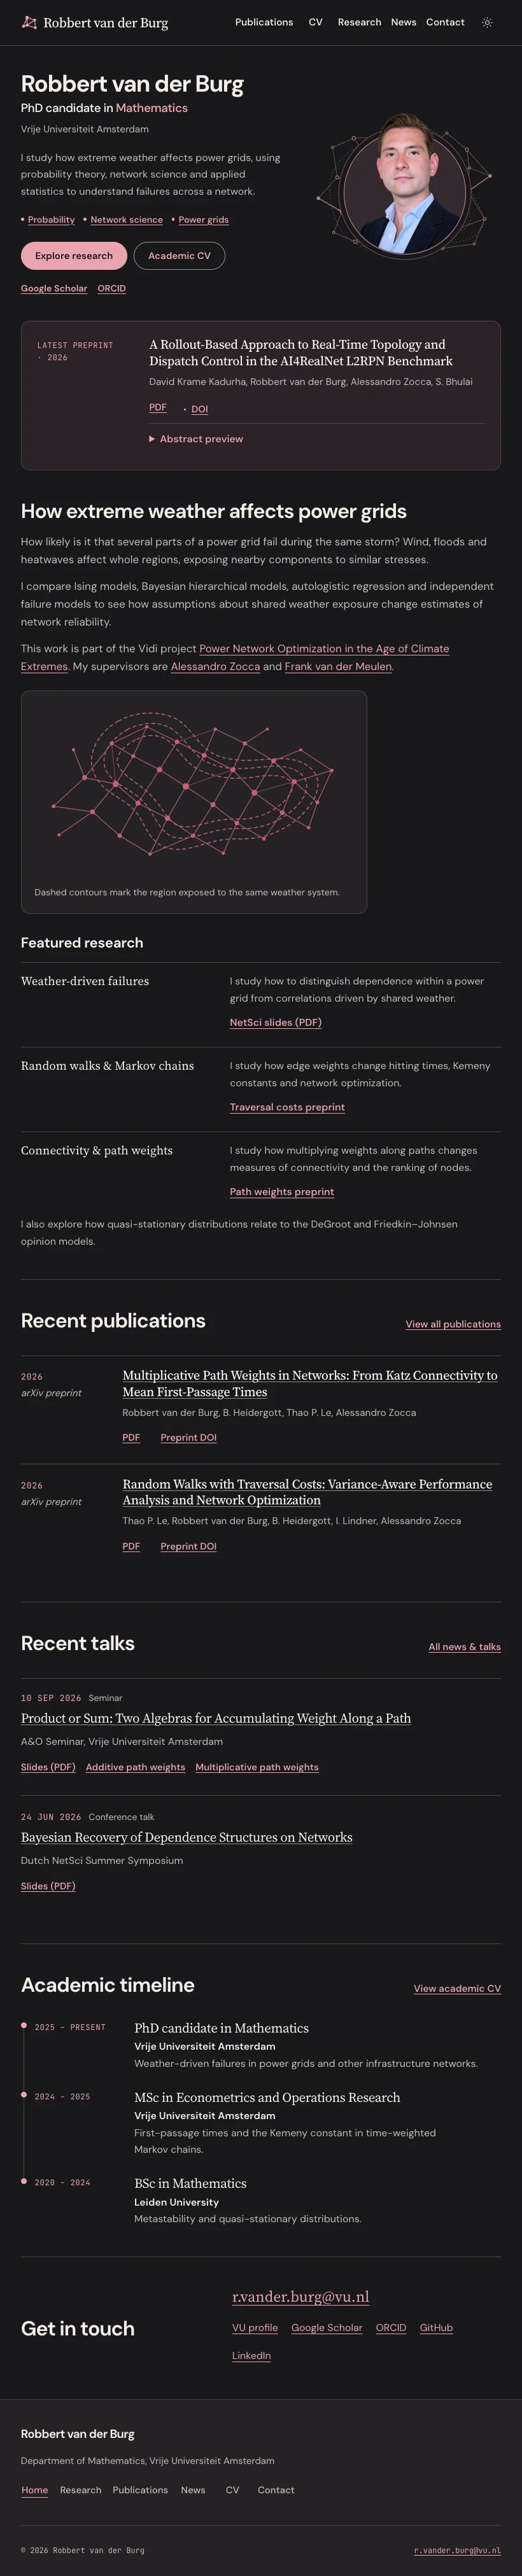 Robbert van der Burg
Publications CV Research News Contact
Robbert van der Burg
PhD candidate in Mathematics
Vrije Universiteit Amsterdam
I study how extreme weather affects power grids, using
probability theory, network science and applied
statistics to understand failures across a network.
• Probability • Network science • Power grids
Explore research Academic CV
Google Scholar ORCID
LATEST PREPRINT
· 2026
A Rollout-Based Approach to Real-Time Topology and
Dispatch Control in the AI4RealNet L2RPN Benchmark
David Krame Kadurha, Robbert van der Burg, Alessandro Zocca, S. Bhulai
PDF · DOI
▶ Abstract preview
How extreme weather affects power grids
How likely is it that several parts of a power grid fail during the same storm? Wind, floods and
heatwaves affect whole regions, exposing nearby components to similar stresses.
I compare Ising models, Bayesian hierarchical models, autologistic regression and independent
failure models to see how assumptions about shared weather exposure change estimates of
network reliability.
This work is part of the Vidi project Power Network Optimization in the Age of Climate
Extremes. My supervisors are Alessandro Zocca and Frank van der Meulen.
Dashed contours mark the region exposed to the same weather system.
Featured research
Weather-driven failures
I study how to distinguish dependence within a power
grid from correlations driven by shared weather.
NetSci slides (PDF)
Random walks & Markov chains
I study how edge weights change hitting times, Kemeny
constants and network optimization.
Traversal costs preprint
Connectivity & path weights
I study how multiplying weights along paths changes
measures of connectivity and the ranking of nodes.
Path weights preprint
I also explore how quasi-stationary distributions relate to the DeGroot and Friedkin–Johnsen
opinion models.
Recent publications
View all publications
2026
arXiv preprint
Multiplicative Path Weights in Networks: From Katz Connectivity to
Mean First-Passage Times
Robbert van der Burg, B. Heidergott, Thao P. Le, Alessandro Zocca
PDF Preprint DOI
2026
arXiv preprint
Random Walks with Traversal Costs: Variance-Aware Performance
Analysis and Network Optimization
Thao P. Le, Robbert van der Burg, B. Heidergott, I. Lindner, Alessandro Zocca
PDF Preprint DOI
Recent talks
All news & talks
10 SEP 2026 Seminar
Product or Sum: Two Algebras for Accumulating Weight Along a Path
A&O Seminar, Vrije Universiteit Amsterdam
Slides (PDF) Additive path weights Multiplicative path weights
24 JUN 2026 Conference talk
Bayesian Recovery of Dependence Structures on Networks
Dutch NetSci Summer Symposium
Slides (PDF)
Academic timeline
View academic CV
2025 – PRESENT
PhD candidate in Mathematics
Vrije Universiteit Amsterdam
Weather-driven failures in power grids and other infrastructure networks.
2024 – 2025
MSc in Econometrics and Operations Research
Vrije Universiteit Amsterdam
First-passage times and the Kemeny constant in time-weighted
Markov chains.
2020 – 2024
BSc in Mathematics
Leiden University
Metastability and quasi-stationary distributions.
Get in touch
r.vander.burg@vu.nl
VU profile Google Scholar ORCID GitHub
LinkedIn
Robbert van der Burg
Department of Mathematics, Vrije Universiteit Amsterdam
Home Research Publications News CV Contact
© 2026 Robbert van der Burg
r.vander.burg@vu.nl